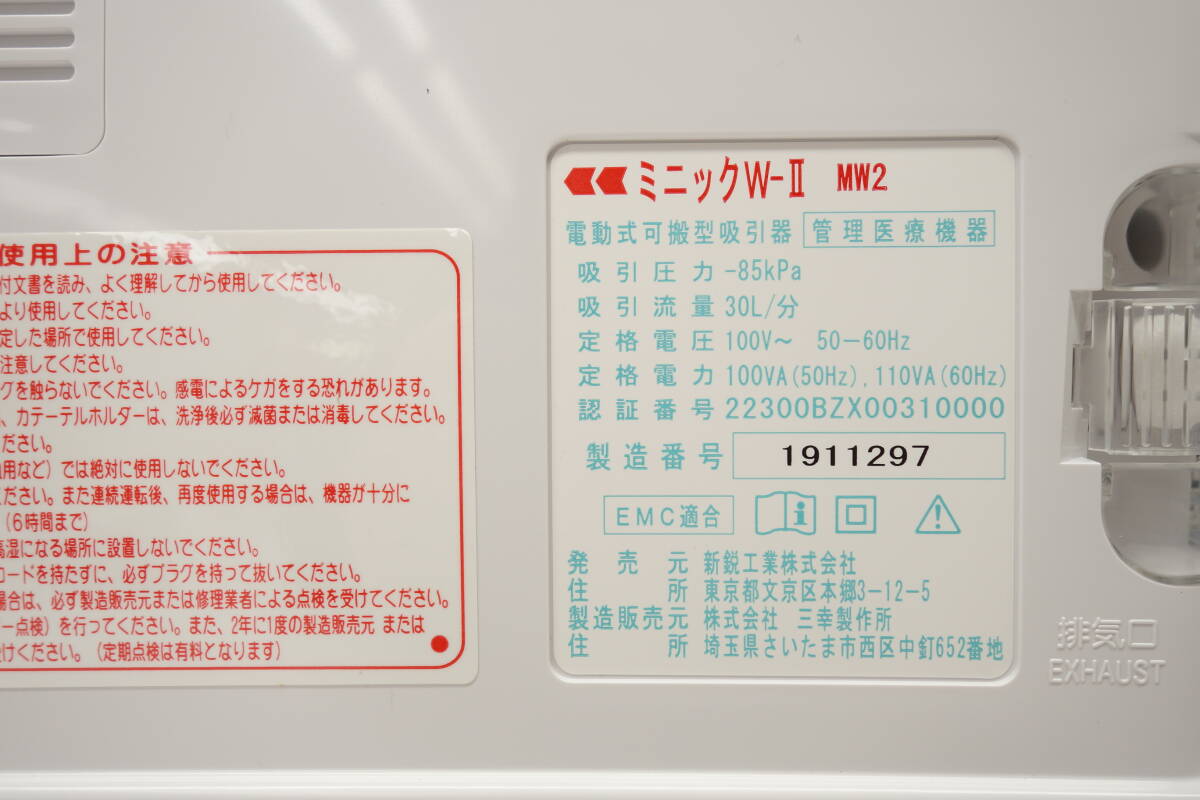 使用上の注意
付文書を読み、よく理解してから使用してください。
より使用してください。
定した場所で使用してください。
注意してください。
グを触らないでください。感電によるケガをする恐れがあります。
、カテーテルホルダーは、洗浄後必ず滅菌または消毒してください。
ださい。
用など）では絶対に使用しないでください。
ください。また連続運転後、再度使用する場合は、機器が十分に
（6時間まで）
高湿になる場所に設置しないでください。
コードを持たずに、必ずプラグを持って抜いてください。
場合は、必ず製造販売元または修理業者による点検を受けてください。
ー点検）を行ってください。また、2年に1度の製造販売元 または
受けください。（定期点検は有料となります）
ミニックW-Ⅱ MW2
電動式可搬型吸引器 管理医療機器
吸引圧力 -85kPa
吸引流量 30L/分
定格電圧 100V～ 50－60Hz
定格電力 100VA(50Hz),110VA(60Hz)
認証番号 22300BZX00310000
製造番号 1911297
EMC適合
発売元 新鋭工業株式会社
住所 東京都文京区本郷3-12-5
製造販売元 株式会社 三幸製作所
住所 埼玉県さいたま市西区中釘652番地
排気口
EXHAUST